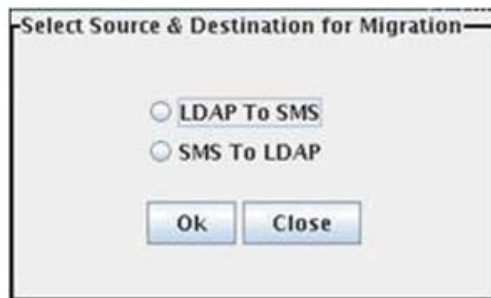 Select Source & Destination for Migration
LDAP To SMS
SMS To LDAP
Ok
Close